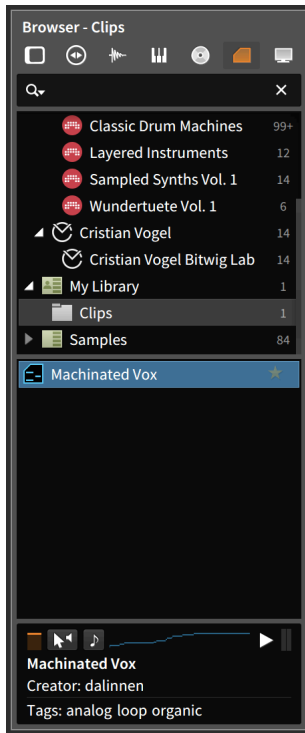 Browser - Clips
Classic Drum Machines 99+
Layered Instruments 12
Sampled Synths Vol. 1 14
Wundertuete Vol. 1 6
Cristian Vogel 14
Cristian Vogel Bitwig Lab 14
My Library 1
Clips 1
Samples 84
Machinated Vox
Machinated Vox
Creator: dalinnen
Tags: analog loop organic